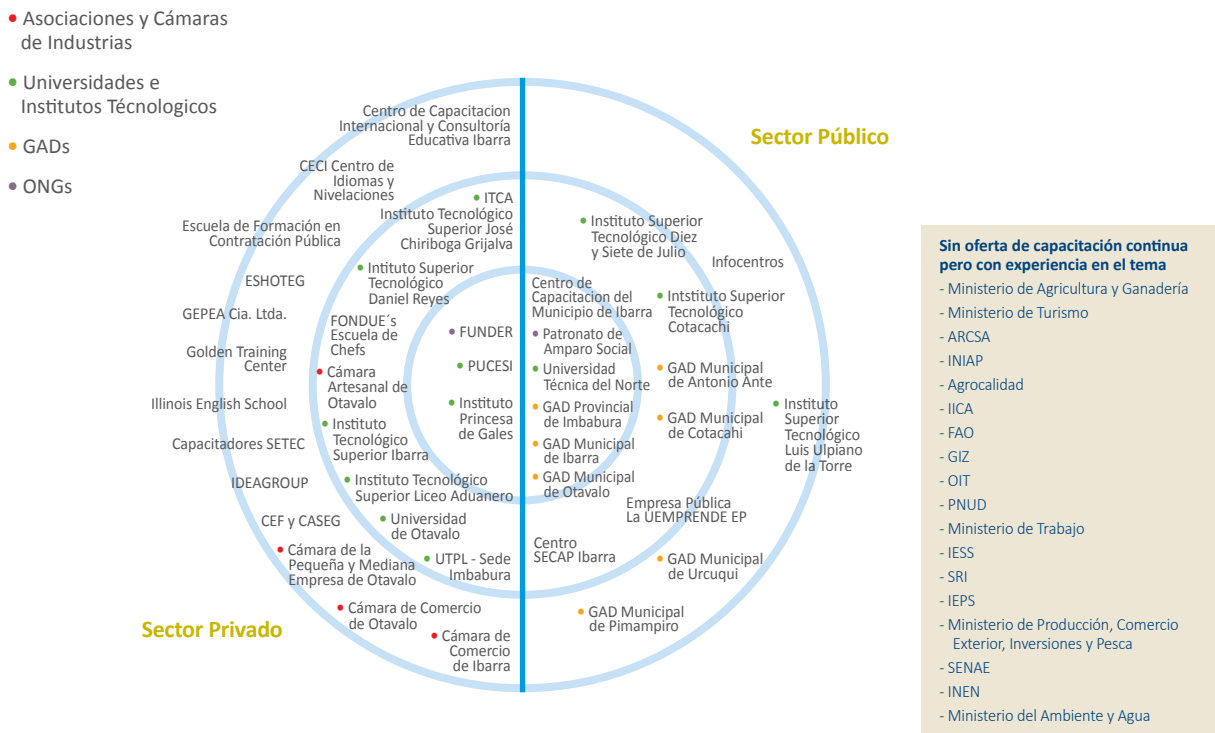 • Asociaciones y Cámaras
de Industrias
• Universidades e
Institutos Técnologicos
• GADs
• ONGs
Sector Público
Sector Privado
Centro de Capacitacion
Internacional y Consultoría
Educativa Ibarra
CECI Centro de
Idiomas y
Nivelaciones
Escuela de Formación en
Contratación Pública
ESHOTEG
GEPEA Cia. Ltda.
Golden Training
Center
Illinois English School
Capacitadores SETEC
IDEAGROUP
CEF y CASEG
• Cámara de la
Pequeña y Mediana
Empresa de Otavalo
• Cámara de Comercio
de Otavalo
• Cámara de
Comercio
de Ibarra
• ITCA
Instituto Tecnológico
Superior José
Chiriboga Grijalva
• Intituto Superior
Tecnológico
Daniel Reyes
FONDUE´s
Escuela de
Chefs
• Cámara
Artesanal de
Otavalo
• Instituto
Tecnológico
Superior Ibarra
• Instituto Tecnológico
Superior Liceo Aduanero
• Universidad
de Otavalo
• UTPL - Sede
Imbabura
• FUNDER
• PUCESI
• Instituto
Princesa
de Gales
Centro de
Capacitacion del
Municipio de Ibarra
• Patronato de
Amparo Social
• Universidad
Técnica del Norte
• GAD Provincial
de Imbabura
• GAD Municipal
de Ibarra
• GAD Municipal
de Otavalo
• Instituto Superior
Tecnológico Diez
y Siete de Julio
Infocentros
• Intstituto Superior
Tecnológico
Cotacachi
• GAD Municipal
de Antonio Ante
• GAD Municipal
de Cotacahi
• Instituto
Superior
Tecnológico
Luis Ulpiano
de la Torre
Empresa Pública
La UEMPRENDE EP
Centro
SECAP Ibarra
• GAD Municipal
de Urcuqui
• GAD Municipal
de Pimampiro
Sin oferta de capacitación continua
pero con experiencia en el tema
- Ministerio de Agricultura y Ganadería
- Ministerio de Turismo
- ARCSA
- INIAP
- Agrocalidad
- IICA
- FAO
- GIZ
- OIT
- PNUD
- Ministerio de Trabajo
- IESS
- SRI
- IEPS
- Ministerio de Producción, Comercio
Exterior, Inversiones y Pesca
- SENAE
- INEN
- Ministerio del Ambiente y Agua